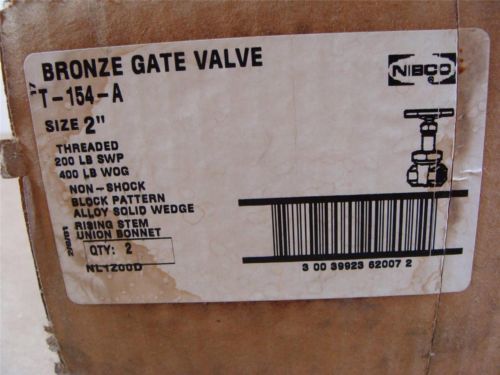 BRONZE GATE VALVE
T-154-A
SIZE 2"
THREADED
200 LB SWP
400 LB WOG
NON-SHOCK
BLOCK PATTERN
ALLOY SOLID WEDGE
RISING STEM
UNION BONNET
QTY: 2
NL1Z00D
NIBCO
3 00 39923 62007 2